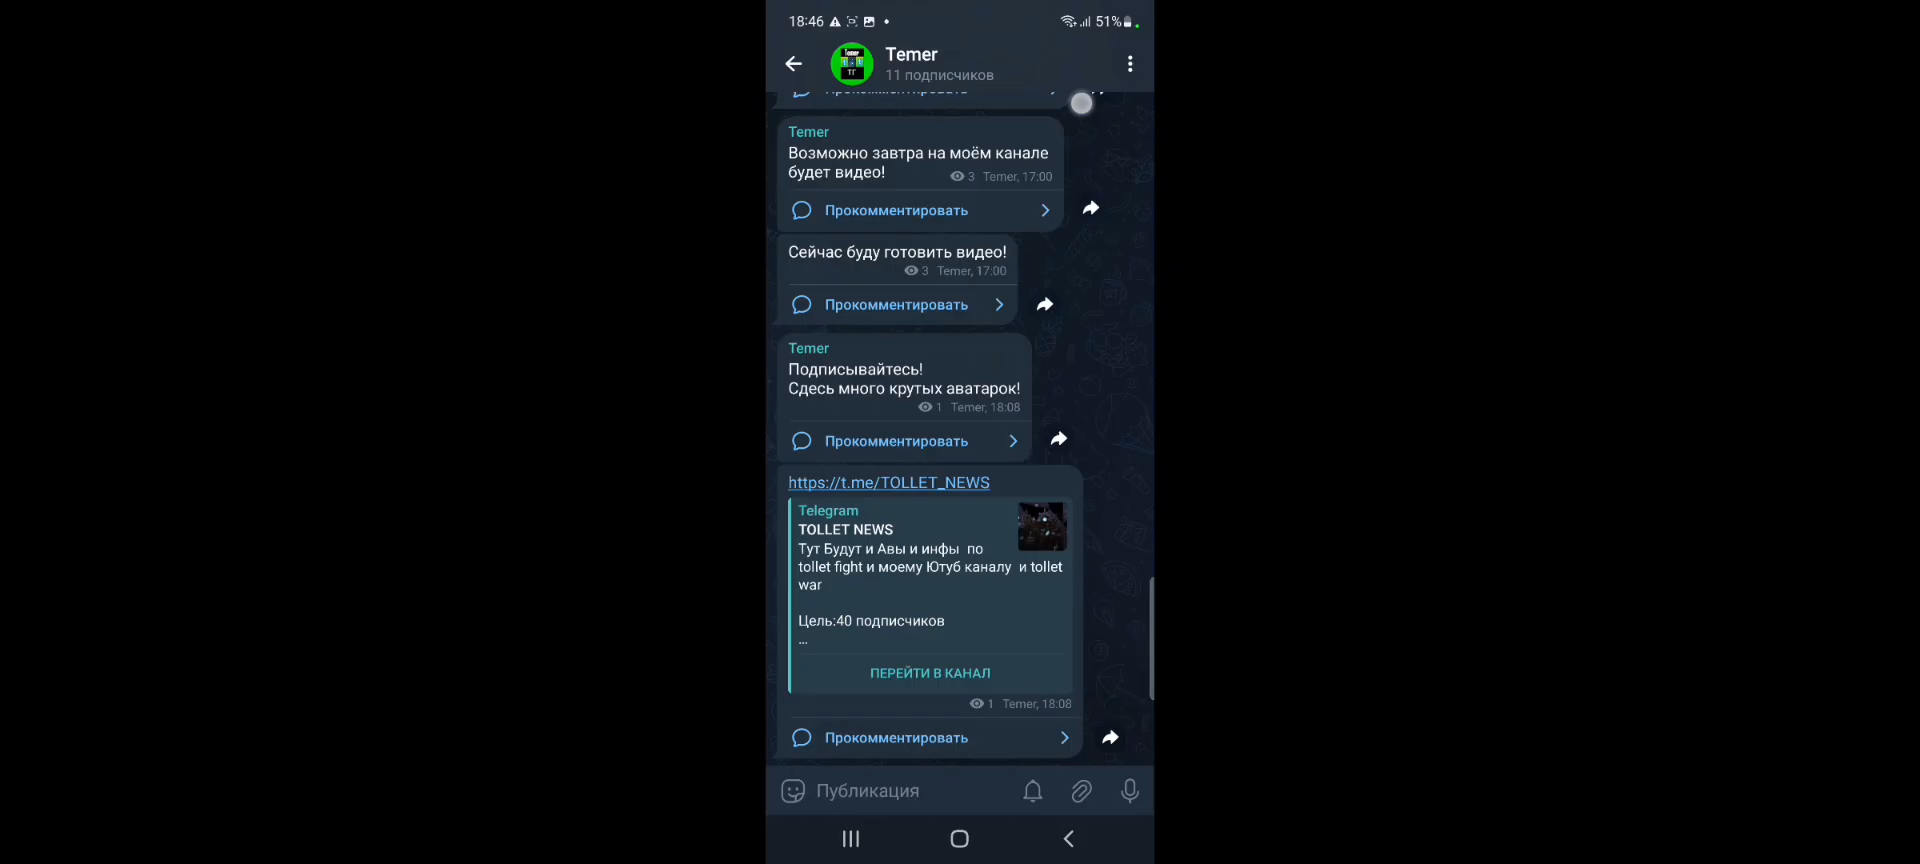 18:46
51%
Temer
11 подписчиков
Прокомментировать
Temer
Возможно завтра на моём канале
будет видео!
3 Temer, 17:00
Прокомментировать
Сейчас буду готовить видео!
3 Temer, 17:00
Прокомментировать
Temer
Подписывайтесь!
Сдесь много крутых аватарок!
1 Temer, 18:08
Прокомментировать
https://t.me/TOLLET_NEWS
Telegram
TOLLET NEWS
Тут Будут и Авы и инфы по
tollet fight и моему Ютуб каналу и tollet
war
Цель:40 подписчиков
...
ПЕРЕЙТИ В КАНАЛ
1 Temer, 18:08
Прокомментировать
Публикация